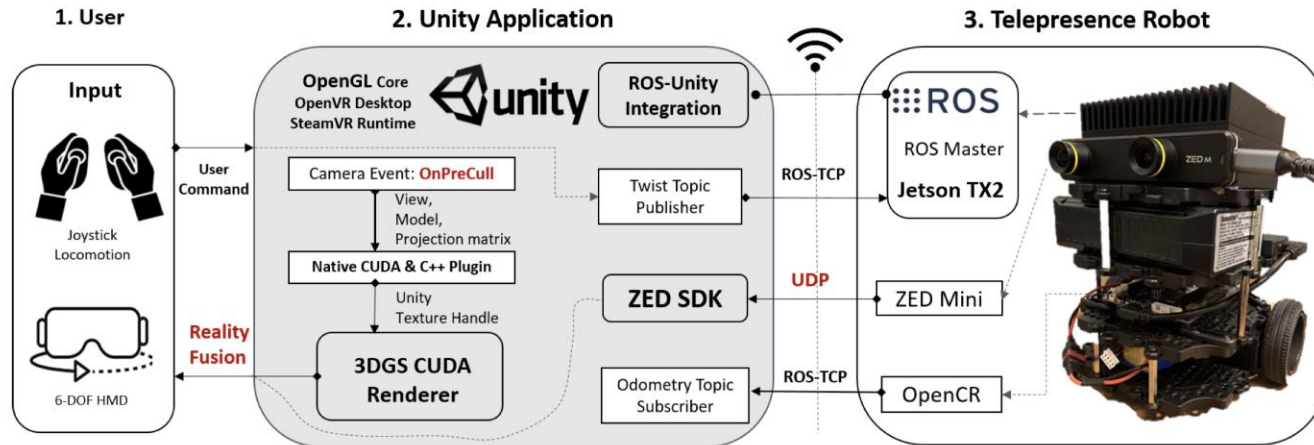 1. User
2. Unity Application
3. Telepresence Robot
Input
Joystick
Locomotion
6-DOF HMD
User
Command
Reality
Fusion
OpenGL Core
OpenVR Desktop
SteamVR Runtime
unity
ROS-Unity
Integration
Camera Event: OnPreCull
View,
Model,
Projection matrix
Native CUDA & C++ Plugin
Unity
Texture Handle
3DGS CUDA
Renderer
Twist Topic
Publisher
ZED SDK
Odometry Topic
Subscriber
ROS-TCP
UDP
ROS-TCP
ROS
ROS Master
Jetson TX2
ZED Mini
OpenCR
ZED M